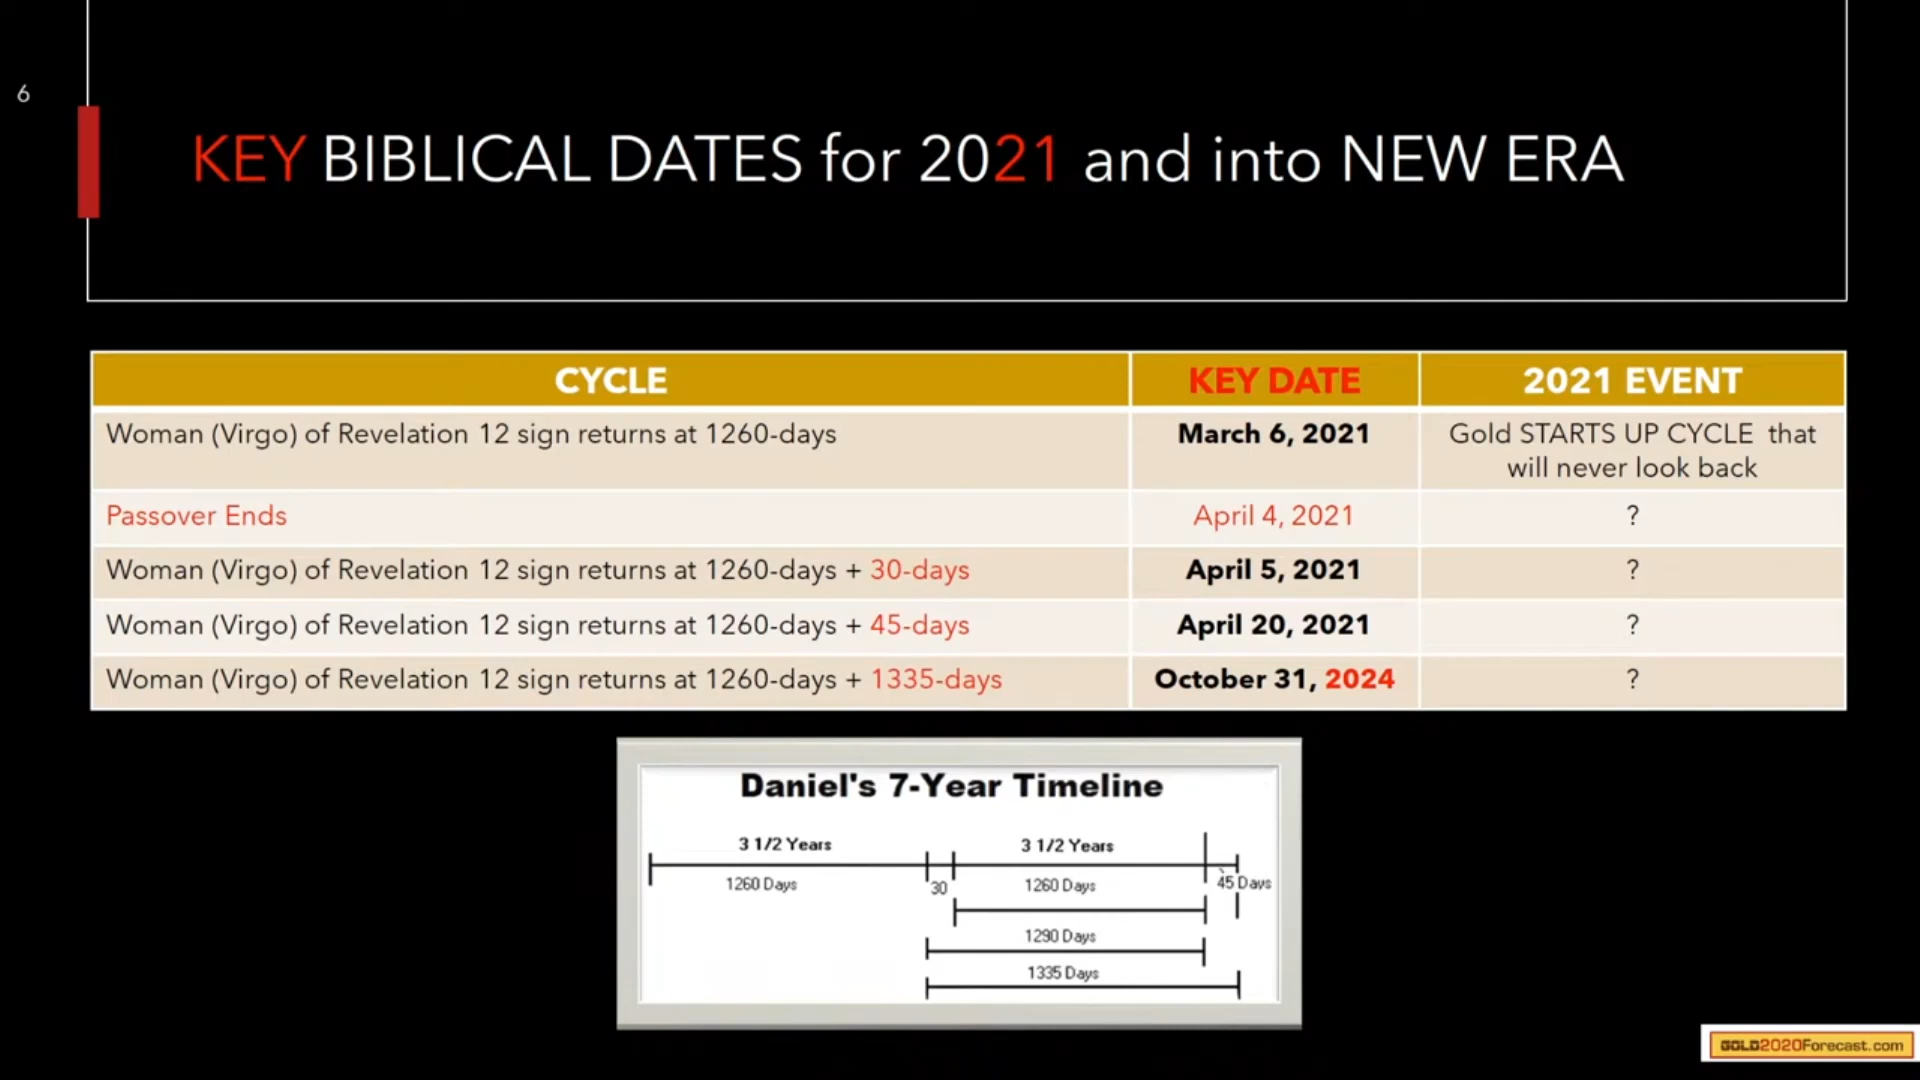 6
KEY BIBLICAL DATES for 2021 and into NEW ERA
CYCLE KEY DATE 2021 EVENT
Woman (Virgo) of Revelation 12 sign returns at 1260-days March 6, 2021 Gold STARTS UP CYCLE that
will never look back
Passover Ends April 4, 2021 ?
Woman (Virgo) of Revelation 12 sign returns at 1260-days + 30-days April 5, 2021 ?
Woman (Virgo) of Revelation 12 sign returns at 1260-days + 45-days April 20, 2021 ?
Woman (Virgo) of Revelation 12 sign returns at 1260-days + 1335-days October 31, 2024 ?
Daniel's 7-Year Timeline
3 1/2 Years 3 1/2 Years
1260 Days 30 1260 Days 45 Days
1290 Days
1335 Days
GOLD2020Forecast.com